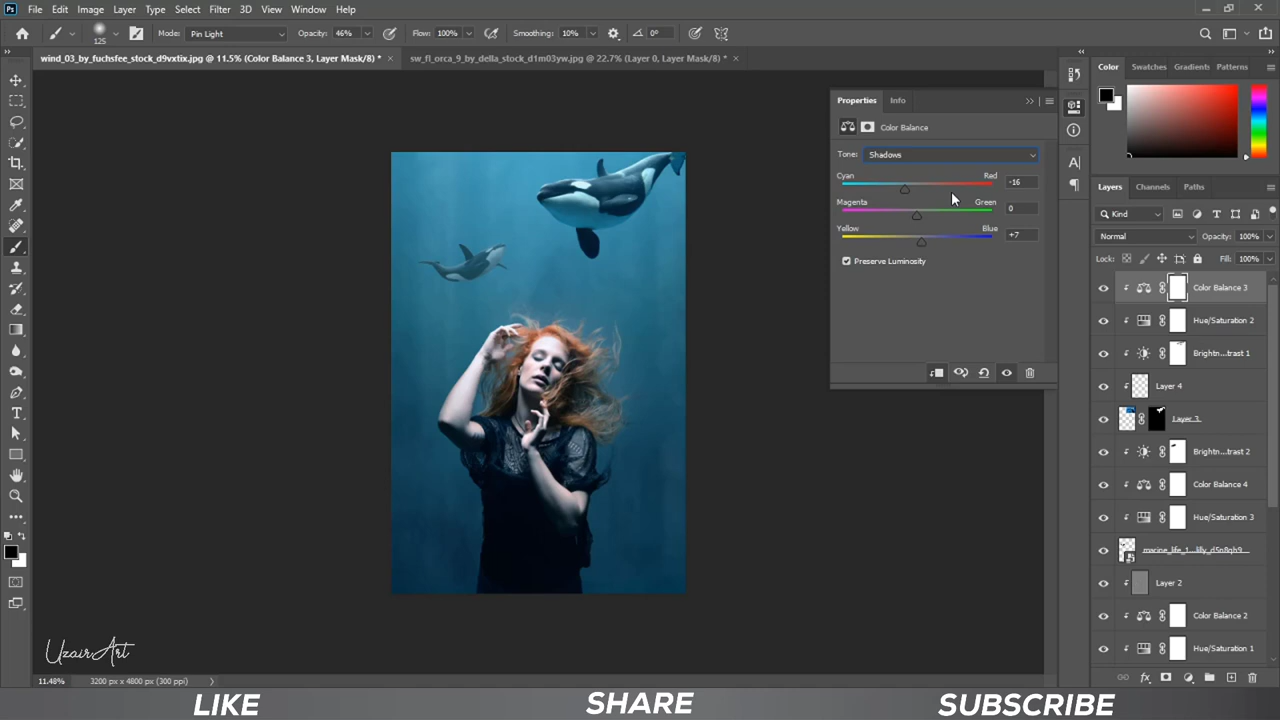 Ps File Edit Image Layer Type Select Filter 3D View Window Help
125 Mode: Pin Light Opacity: 46% Flow: 100% Smoothing: 10% 0°
wind_03_by_fuchsfee_stock_d9vxtix.jpg @ 11.5% (Color Balance 3, Layer Mask/8) * × sw_fl_orca_9_by_della_stock_d1m03yw.jpg @ 22.7% (Layer 0, Layer Mask/8) * ×
Color Swatches Gradients Patterns
Properties Info
Color Balance
Tone: Shadows
Cyan Red -16
Magenta Green 0
Yellow Blue +7
Preserve Luminosity
Layers Channels Paths
Kind
Normal Opacity: 100%
Lock: Fill: 100%
Color Balance 3
Hue/Saturation 2
Brightn...trast 1
Layer 4
Layer 3
Brightn...trast 2
Color Balance 4
Hue/Saturation 3
marine_life_1...lilly_d5n8qh9
Layer 2
Color Balance 2
Hue/Saturation 1
UzairArt
11.48% 3200 px x 4800 px (300 ppi)
LIKE SHARE SUBSCRIBE